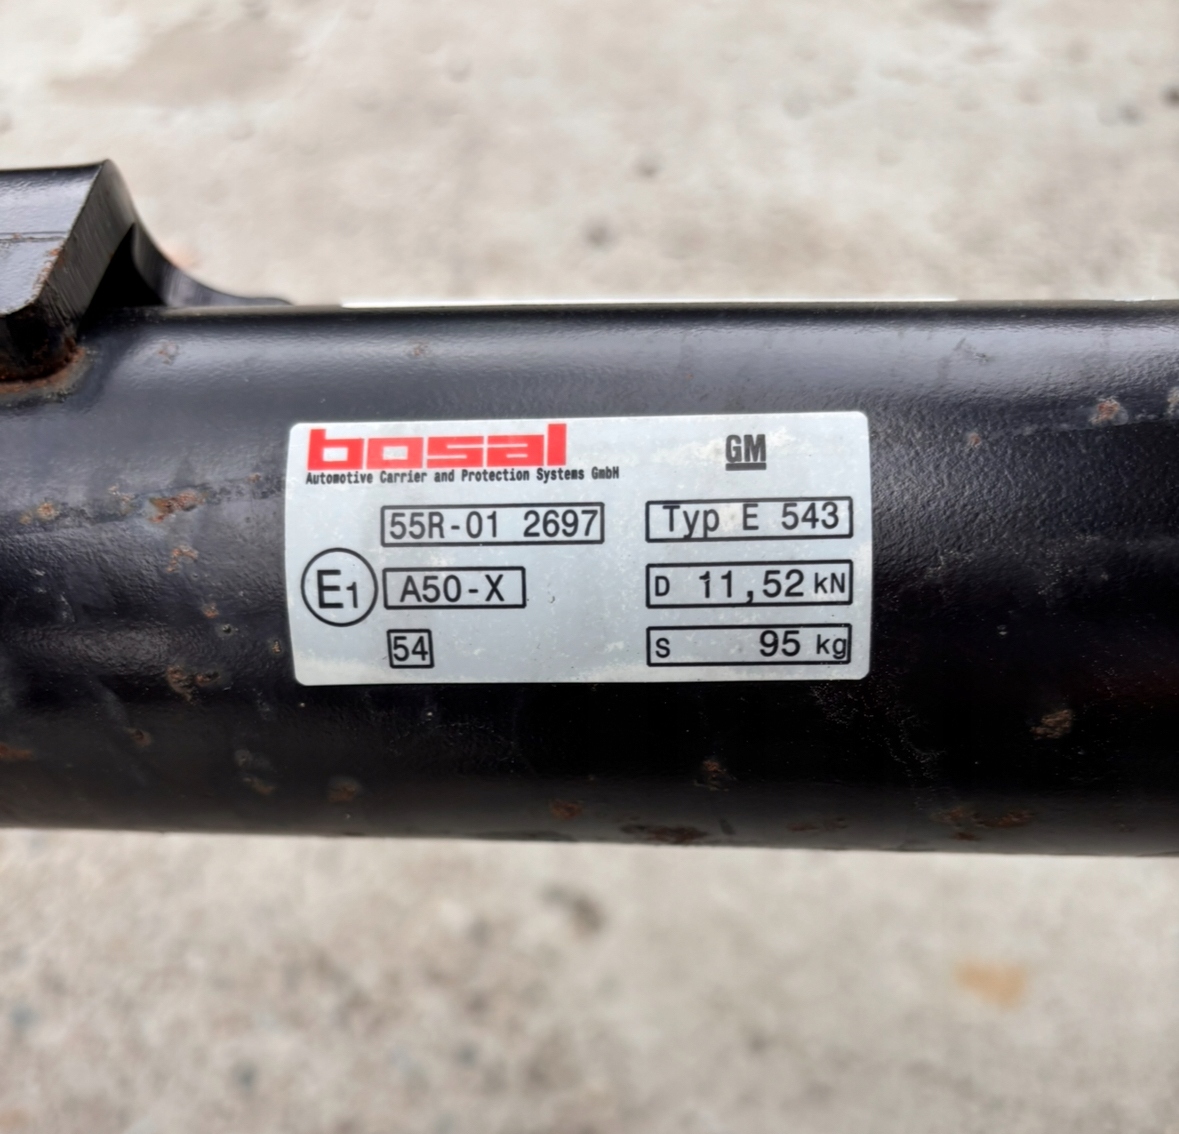 bosal
Automotive Carrier and Protection Systems GmbH
GM
55R-01 2697
Typ E 543
E1
A50-X
D 11,52 kN
54
S 95 kg